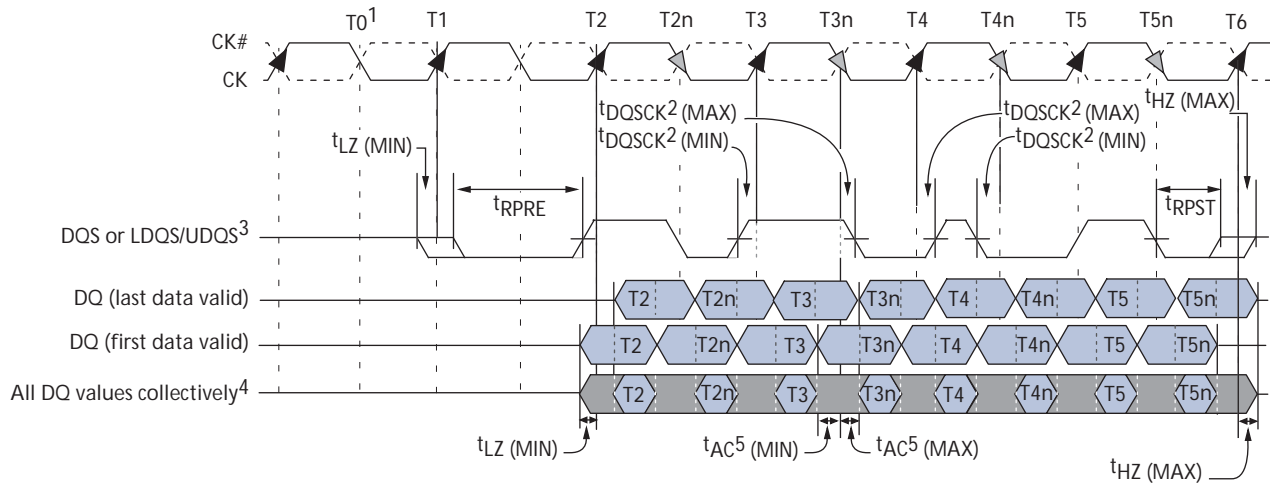 T0¹ T1 T2 T2n T3 T3n T4 T4n T5 T5n T6
CK#
CK
tDQSCK² (MAX) tDQSCK² (MAX) tHZ (MAX)
tLZ (MIN) tDQSCK² (MIN) tDQSCK² (MIN)
tRPRE tRPST
DQS or LDQS/UDQS³
DQ (last data valid) T2 T2n T3 T3n T4 T4n T5 T5n
DQ (first data valid) T2 T2n T3 T3n T4 T4n T5 T5n
All DQ values collectively⁴ T2 T2n T3 T3n T4 T4n T5 T5n
tLZ (MIN) tAC⁵ (MIN) tAC⁵ (MAX) tHZ (MAX)